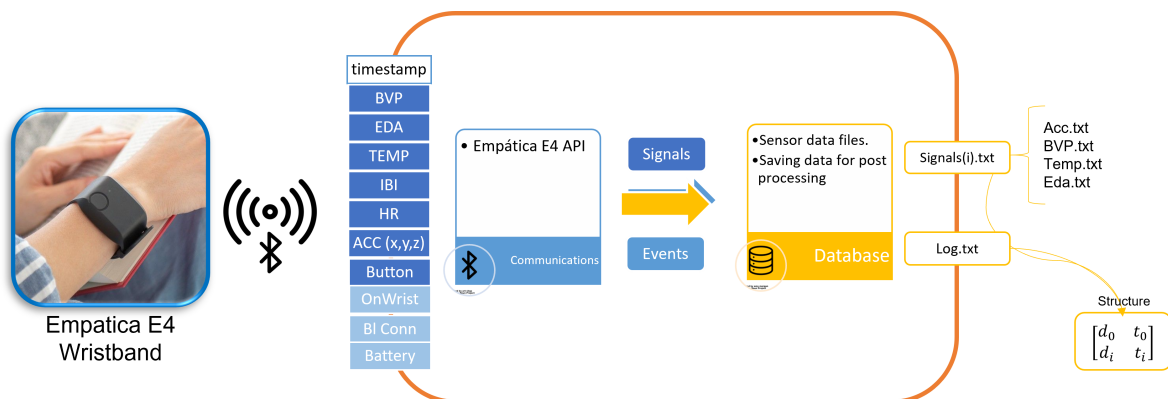 timestamp
BVP
EDA
TEMP
IBI
HR
ACC (x,y,z)
Button
OnWrist
Bl Conn
Battery
Empatica E4
Wristband
• Empática E4 API
Communications
Signals
Events
•Sensor data files.
•Saving data for post
processing
Database
Signals(i).txt
Log.txt
Acc.txt
BVP.txt
Temp.txt
Eda.txt
Structure
d₀ t₀
dᵢ tᵢ